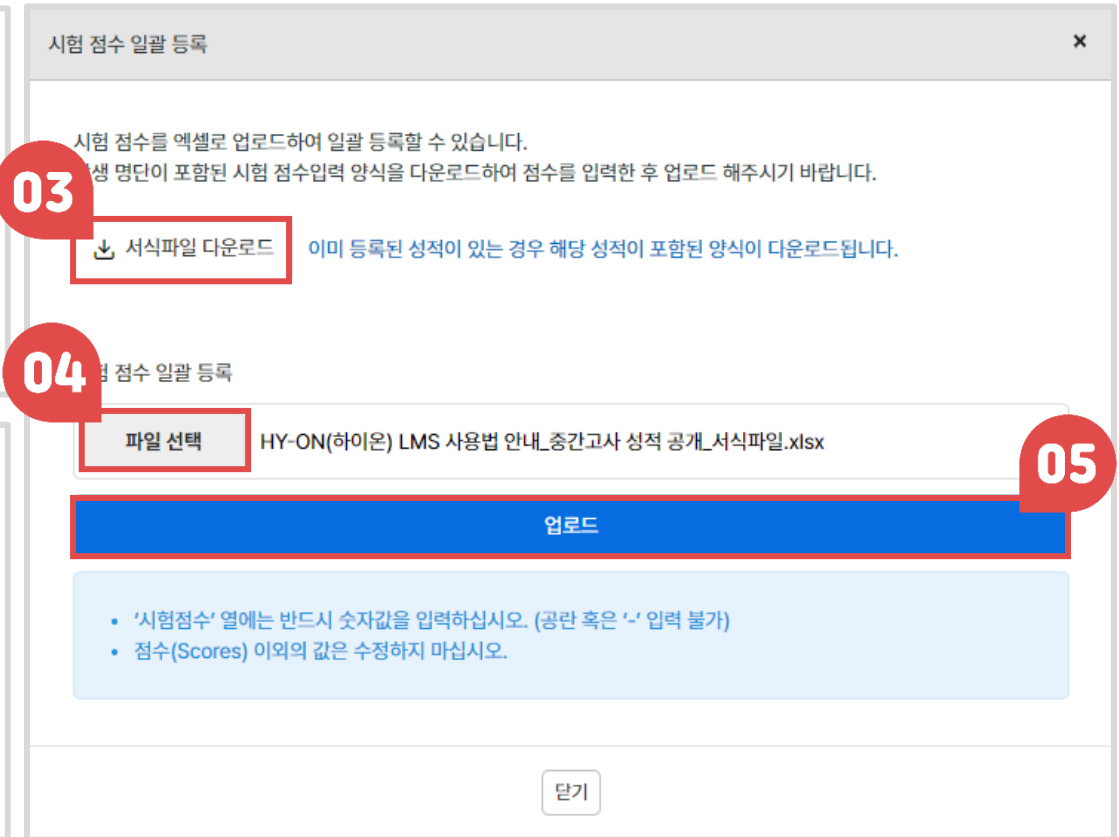 시험 점수 일괄 등록 ×
시험 점수를 엑셀로 업로드하여 일괄 등록할 수 있습니다.
생 명단이 포함된 시험 점수입력 양식을 다운로드하여 점수를 입력한 후 업로드 해주시기 바랍니다.
03
서식파일 다운로드 이미 등록된 성적이 있는 경우 해당 성적이 포함된 양식이 다운로드됩니다.
04
점수 일괄 등록
파일 선택 HY-ON(하이온) LMS 사용법 안내_중간고사 성적 공개_서식파일.xlsx
05
업로드
• '시험점수' 열에는 반드시 숫자값을 입력하십시오. (공란 혹은 '-' 입력 불가)
• 점수(Scores) 이외의 값은 수정하지 마십시오.
닫기